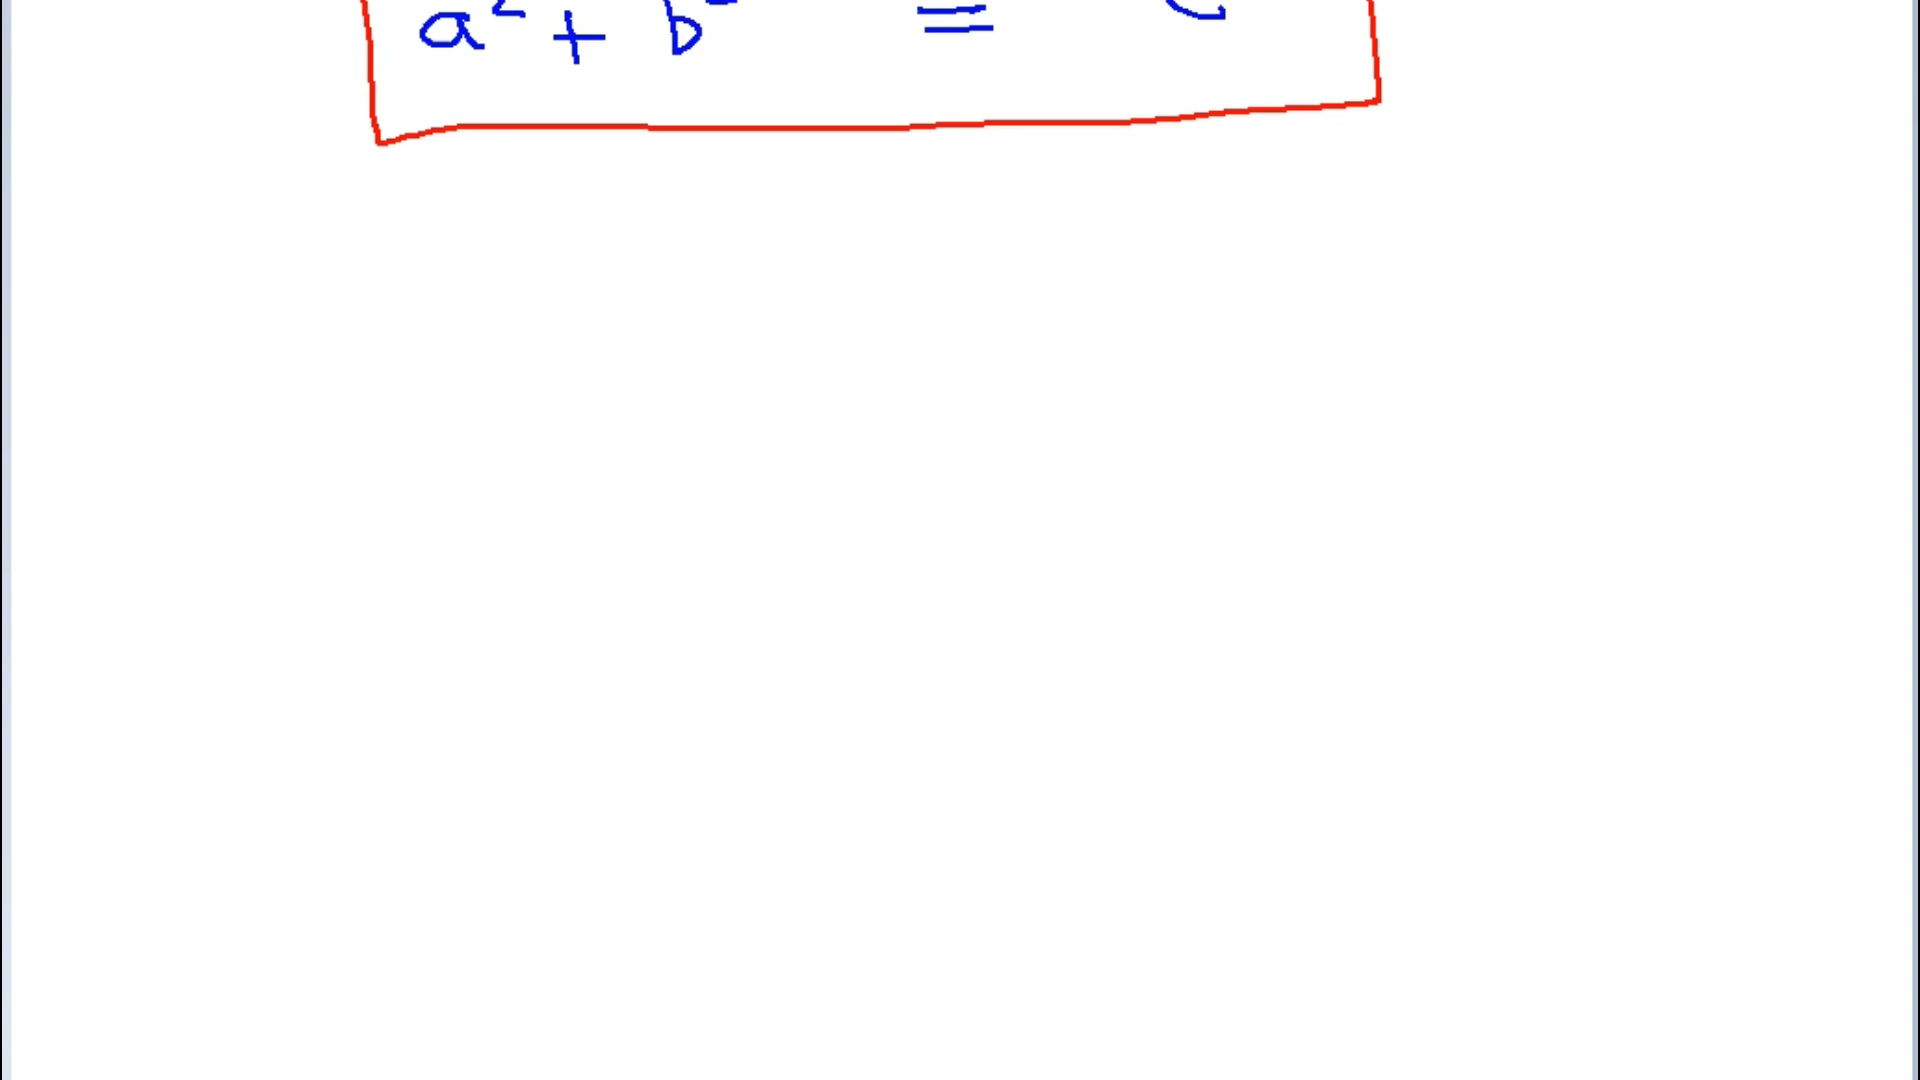 a² + b = c